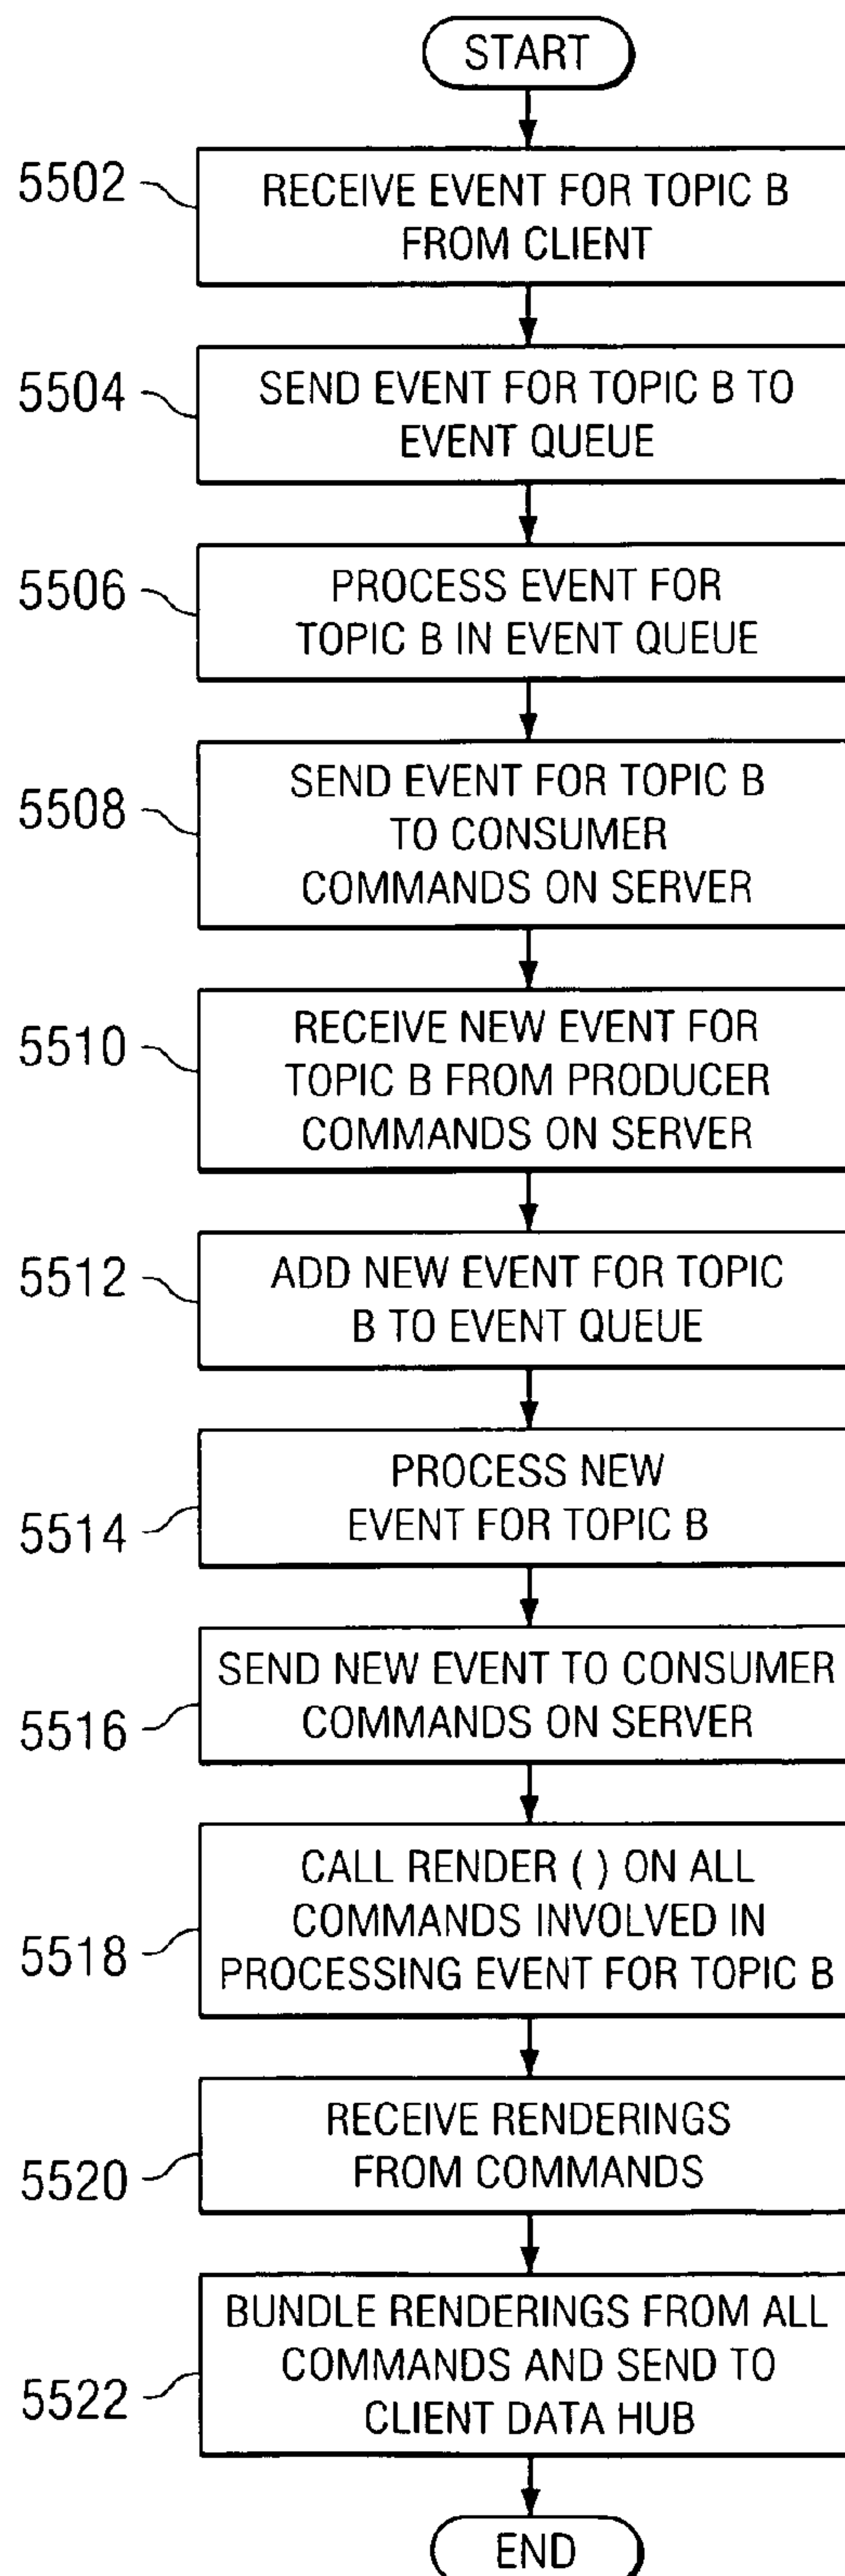 START
5502
RECEIVE EVENT FOR TOPIC B
FROM CLIENT
5504
SEND EVENT FOR TOPIC B TO
EVENT QUEUE
5506
PROCESS EVENT FOR
TOPIC B IN EVENT QUEUE
5508
SEND EVENT FOR TOPIC B
TO CONSUMER
COMMANDS ON SERVER
5510
RECEIVE NEW EVENT FOR
TOPIC B FROM PRODUCER
COMMANDS ON SERVER
5512
ADD NEW EVENT FOR TOPIC
B TO EVENT QUEUE
5514
PROCESS NEW
EVENT FOR TOPIC B
5516
SEND NEW EVENT TO CONSUMER
COMMANDS ON SERVER
5518
CALL RENDER ( ) ON ALL
COMMANDS INVOLVED IN
PROCESSING EVENT FOR TOPIC B
5520
RECEIVE RENDERINGS
FROM COMMANDS
5522
BUNDLE RENDERINGS FROM ALL
COMMANDS AND SEND TO
CLIENT DATA HUB
END